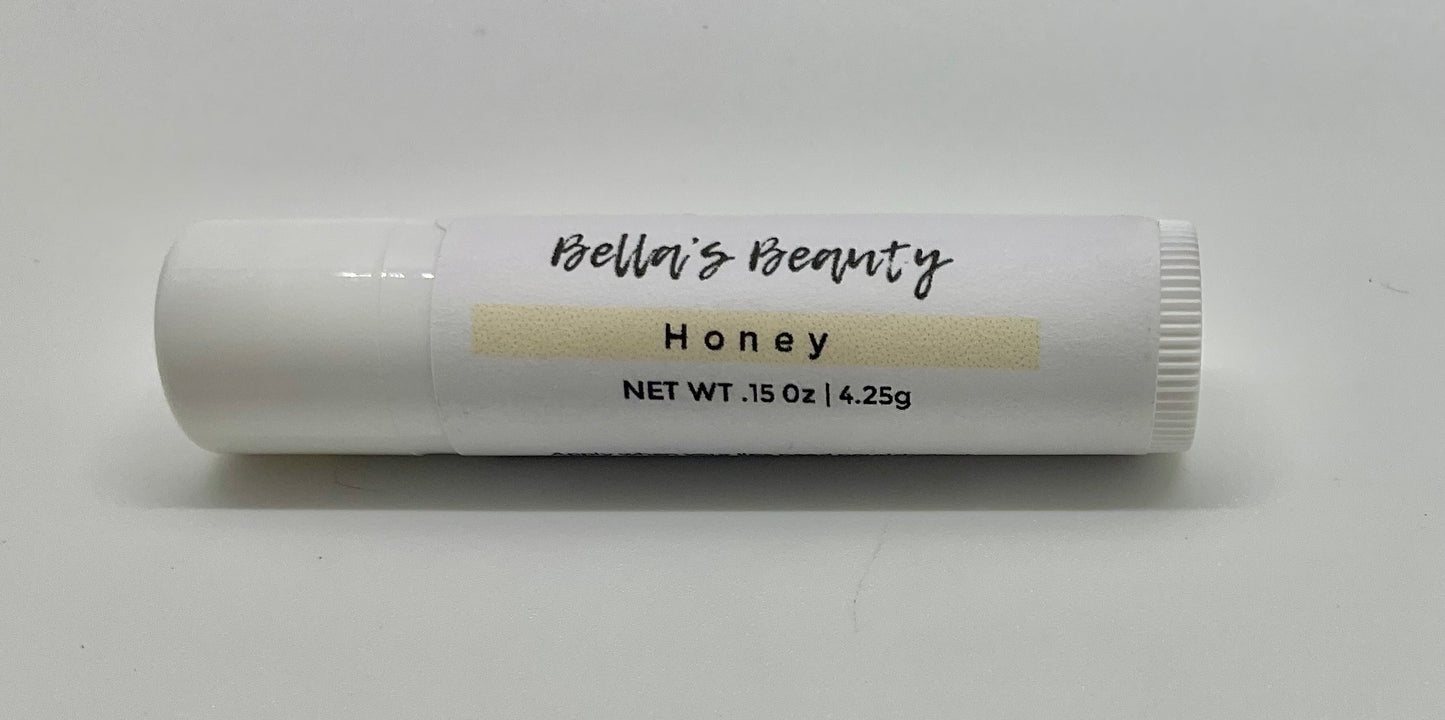 Bella's Beauty
Honey
NET WT .15 Oz | 4.25g